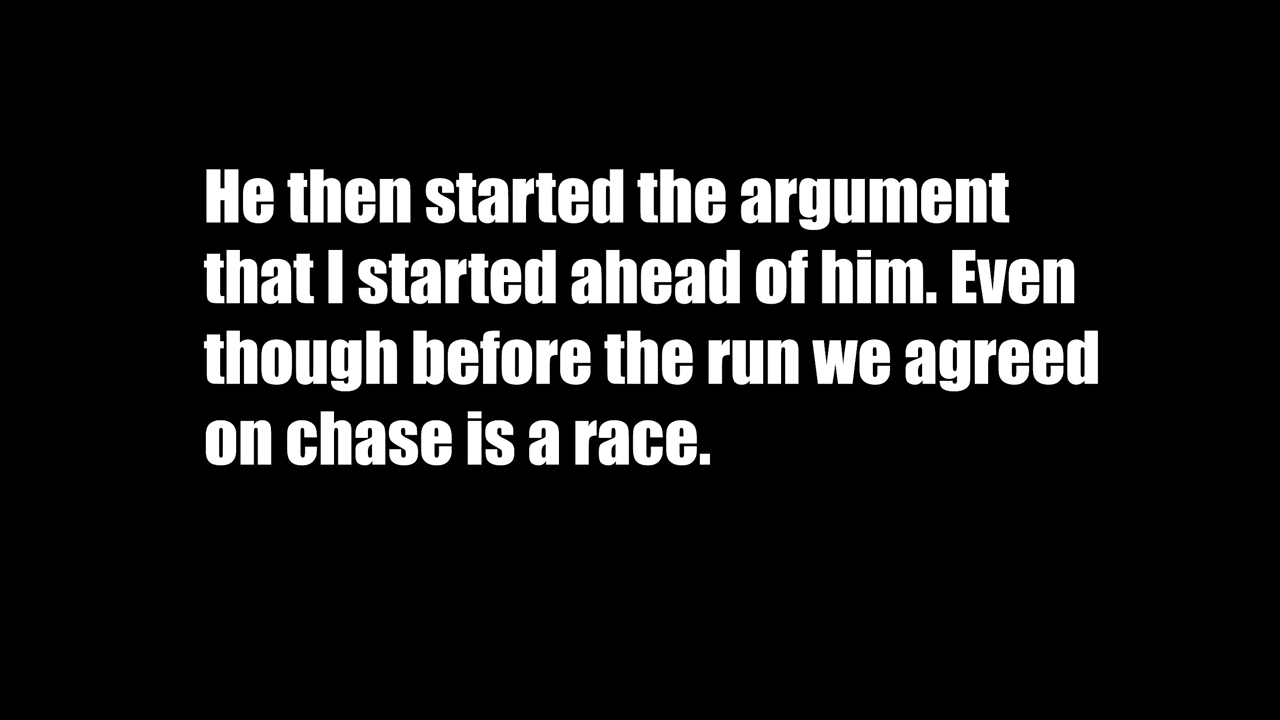 He then started the argument
that I started ahead of him. Even
though before the run we agreed
on chase is a race.